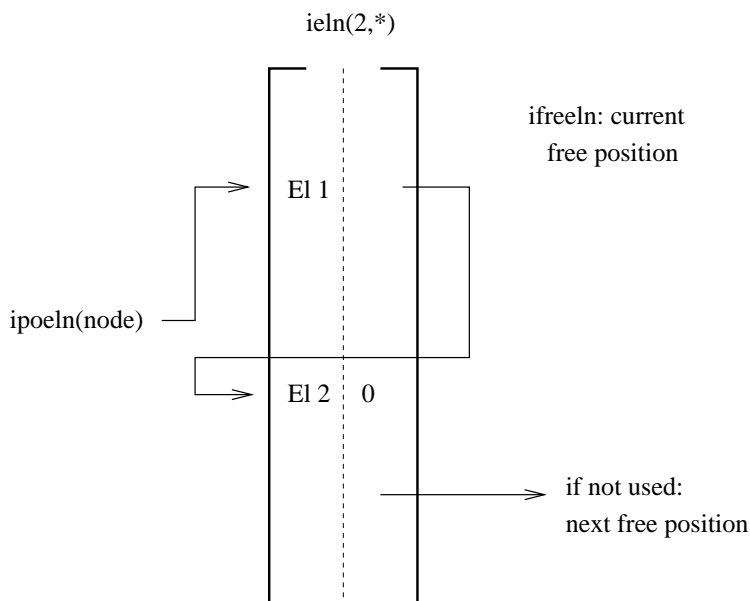 ieln(2,*)
ifreeln: current
free position
El 1
ipoeln(node)
El 2 0
if not used:
next free position